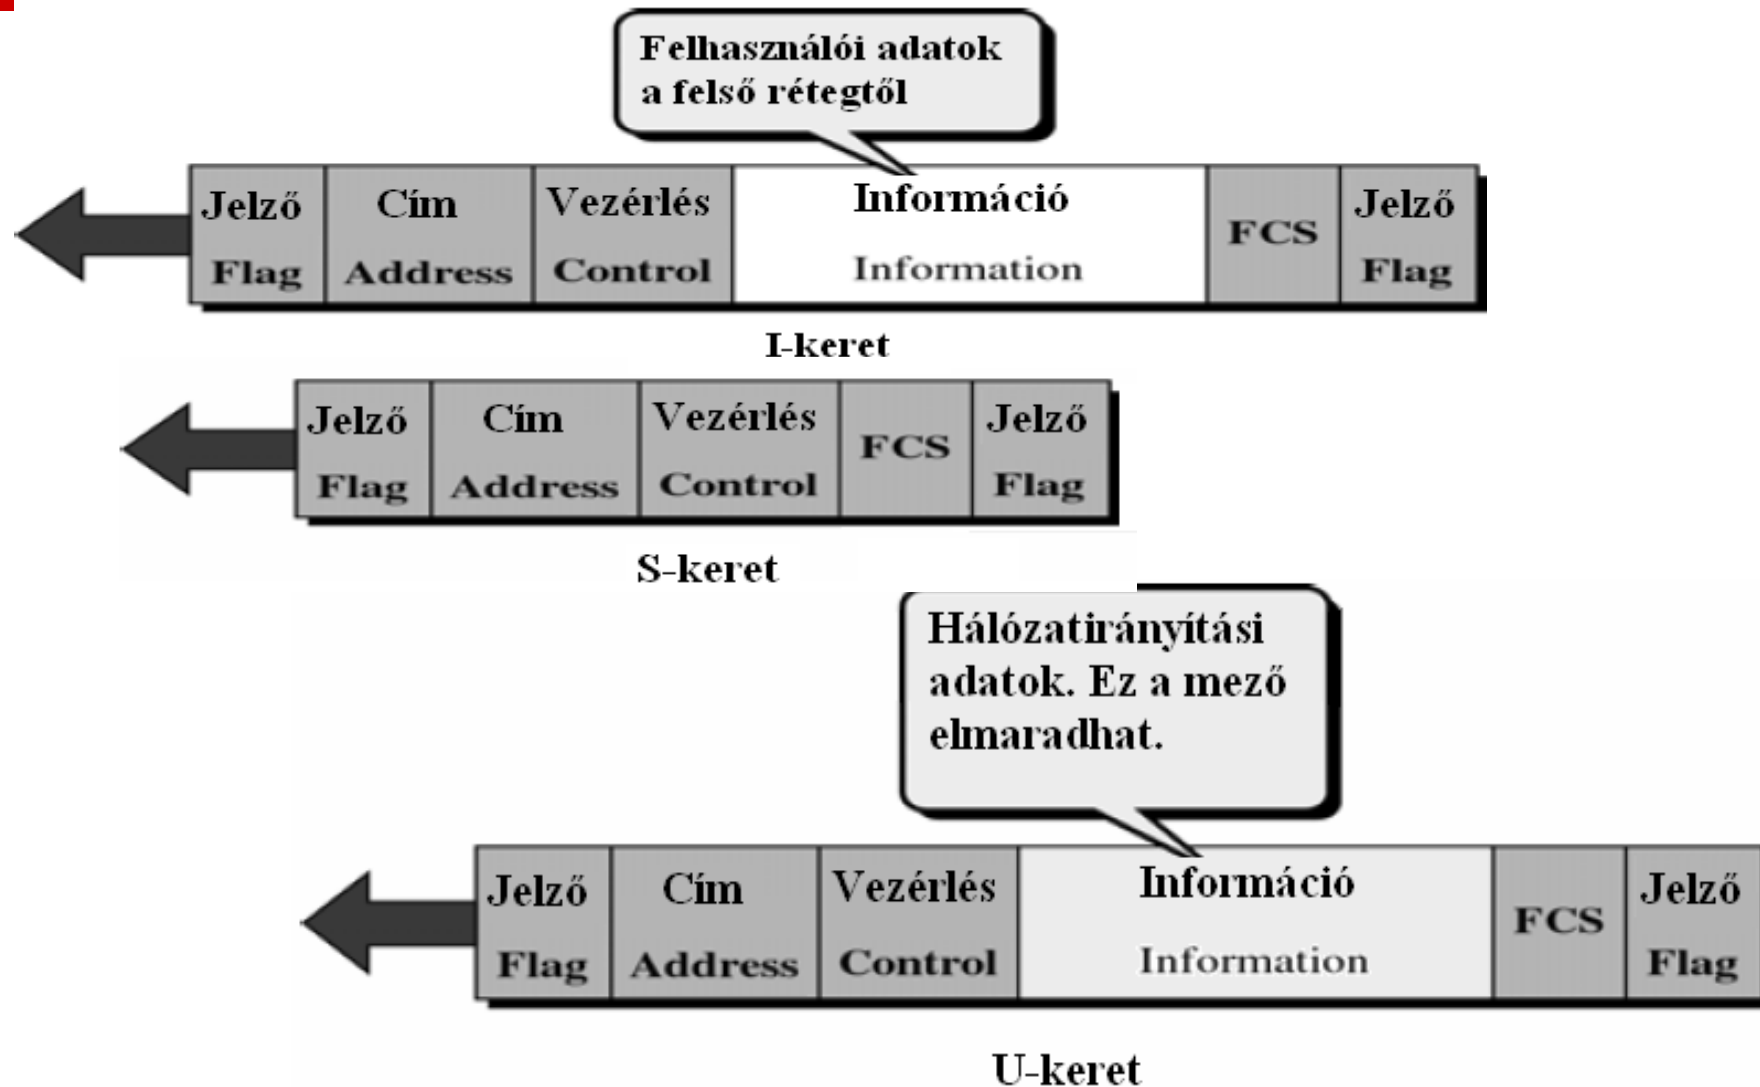 Felhasználói adatok
a felső rétegtől
Jelző Cím Vezérlés Információ FCS Jelző
Flag Address Control Information Flag
I-keret
Jelző Cím Vezérlés FCS Jelző
Flag Address Control Flag
S-keret
Hálózatirányítási
adatok. Ez a mező
elmaradhat.
Jelző Cím Vezérlés Információ FCS Jelző
Flag Address Control Information Flag
U-keret